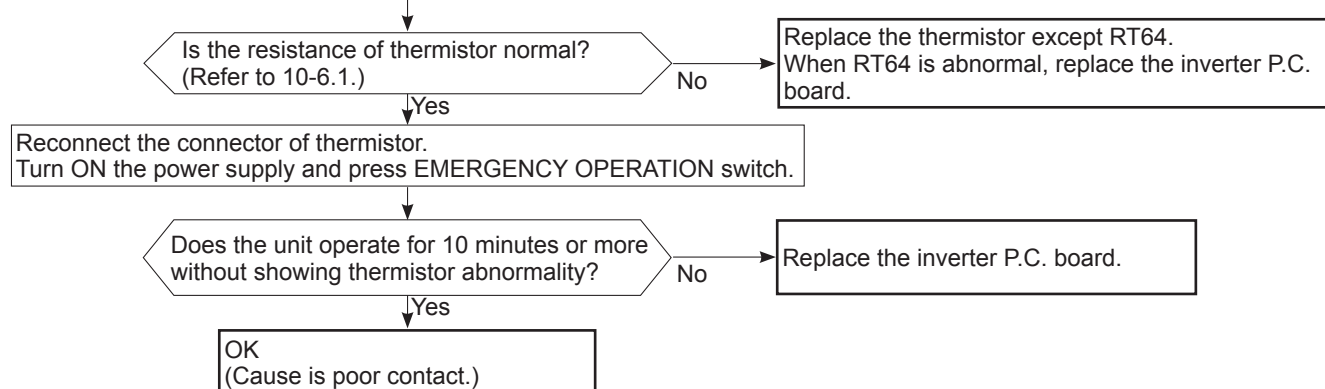 Is the resistance of thermistor normal?
(Refer to 10-6.1.)
No
Replace the thermistor except RT64.
When RT64 is abnormal, replace the inverter P.C.
board.
Yes
Reconnect the connector of thermistor.
Turn ON the power supply and press EMERGENCY OPERATION switch.
Does the unit operate for 10 minutes or more
without showing thermistor abnormality?
No
Replace the inverter P.C. board.
Yes
OK
(Cause is poor contact.)